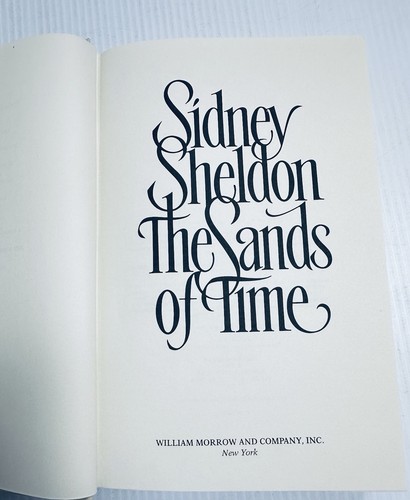 Sidney
Sheldon
The Sands
of Time
WILLIAM MORROW AND COMPANY, INC.
New York